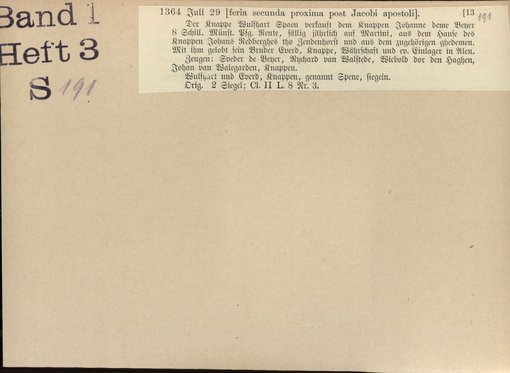 Band 1
Heft 3
S 191
1364 Juli 29 [feria secunda proxima post Jacobi apostoli]. [13
191
Der Knappe Wulfhart Spaen verkauft dem Knappen Johanne deme Beyer
8 Schill. Münst. Pfg. Rente, fällig jährlich auf Martini, aus dem Hause des
Knappen Johans Redberghes tho Zendenhorst und aus dem zugehörigen ghedemen.
Mit ihm gelobt sein Bruder Everd, Knappe, Währschaft und ev. Einlager in Alen.
Zeugen: Sveder de Beyer, Rychard van Walstede, Wicbold vor den Haghen,
Johan van Walegarden, Knappen.
Wulfhart und Everd, Knappen, genannt Spene, siegeln.
Orig. 2 Siegel; Cl. II L. 8 Nr. 3.